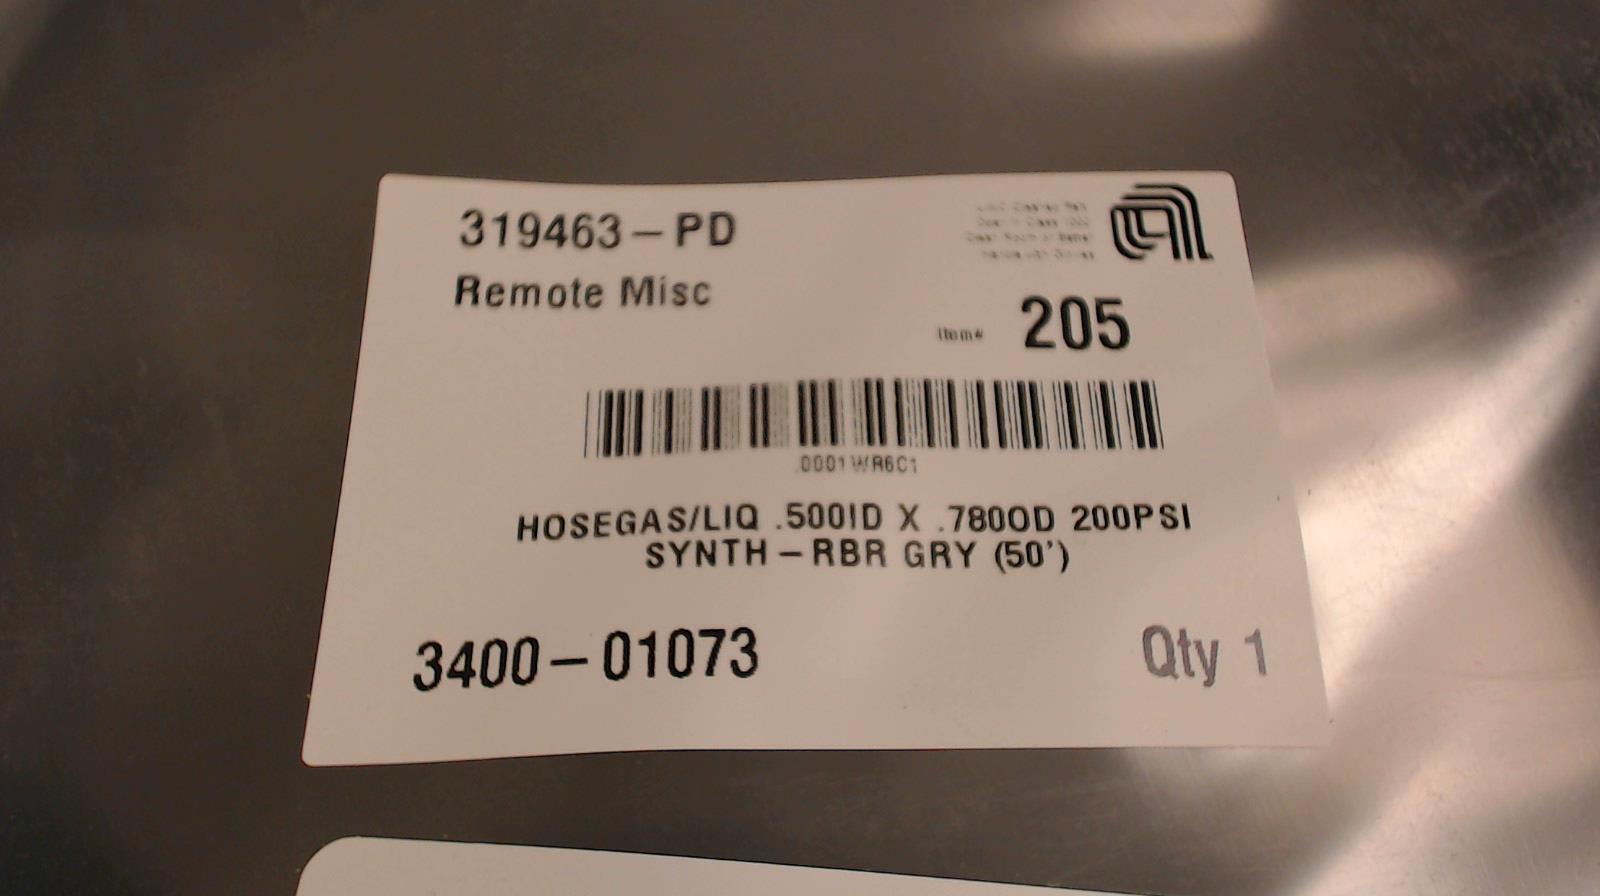 319463-PD
Remote Misc
Item# 205
.0001WR6C1
HOSEGAS/LIQ .500ID X .780OD 200PSI
SYNTH-RBR GRY (50')
3400-01073
Qty 1